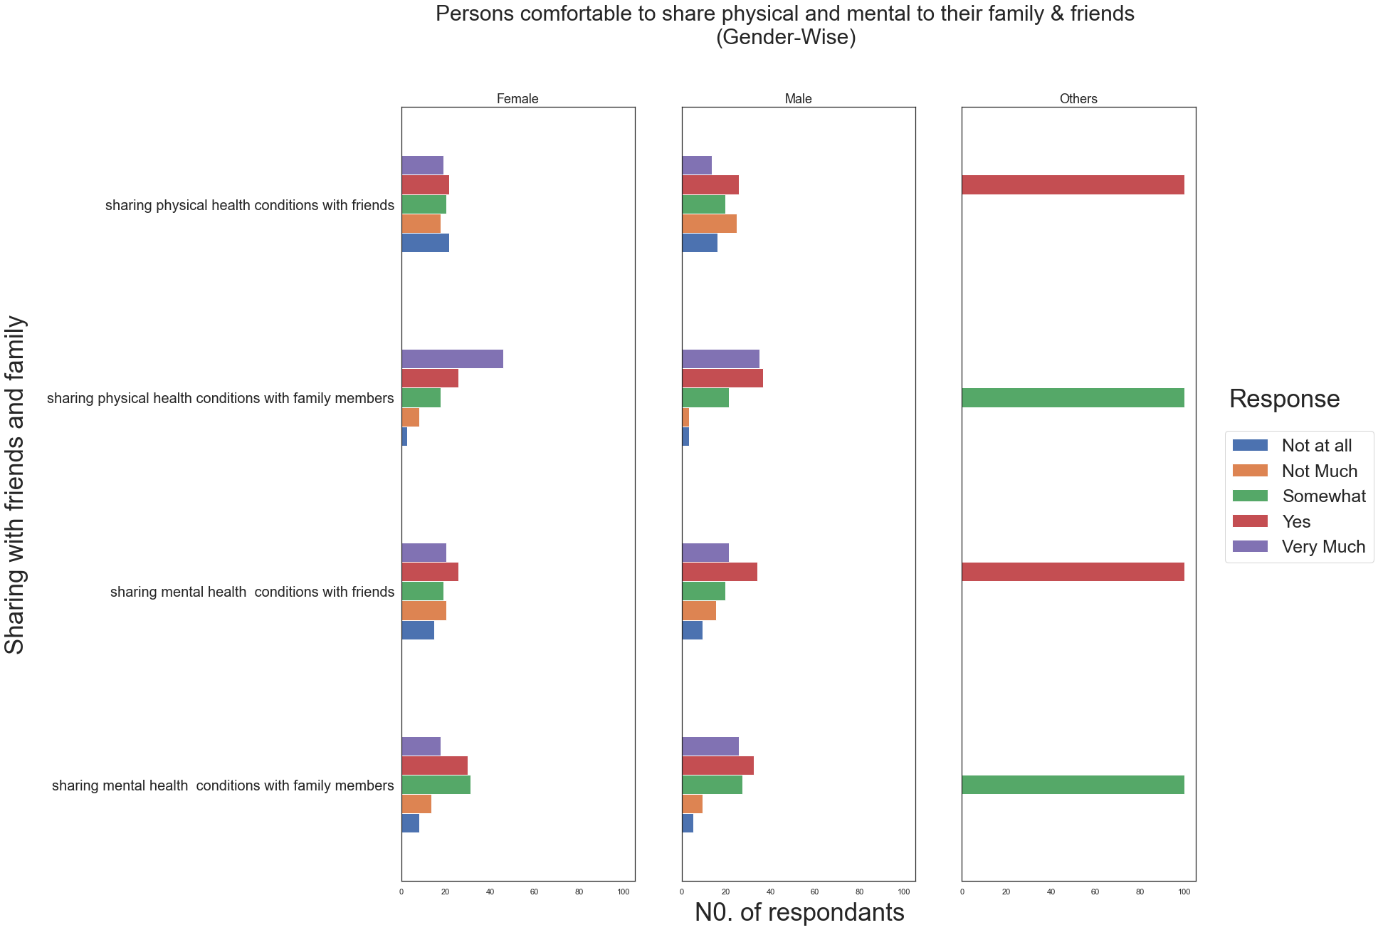 Persons comfortable to share physical and mental to their family & friends
(Gender-Wise)
Female
Male
Others
Sharing with friends and family
sharing physical health conditions with friends
sharing physical health conditions with family members
sharing mental health  conditions with friends
sharing mental health  conditions with family members
0 20 40 60 80 100
0 20 40 60 80 100
0 20 40 60 80 100
N0. of respondants
Response
Not at all
Not Much
Somewhat
Yes
Very Much